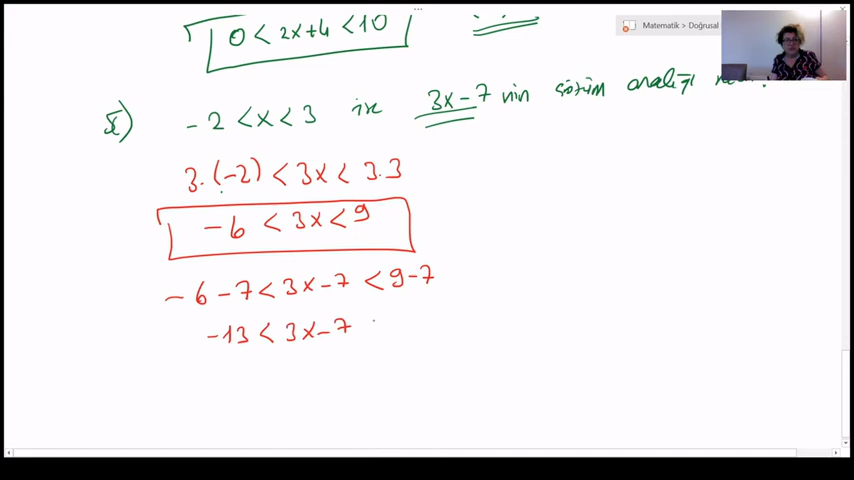 0 < 2x+4 < 10
Matematik > Doğrusal
ör) -2 < x < 3 ise 3x-7 nin çözüm aralığı
3.(-2) < 3x < 3.3
-6 < 3x < 9
-6-7 < 3x-7 < 9-7
-13 < 3x-7